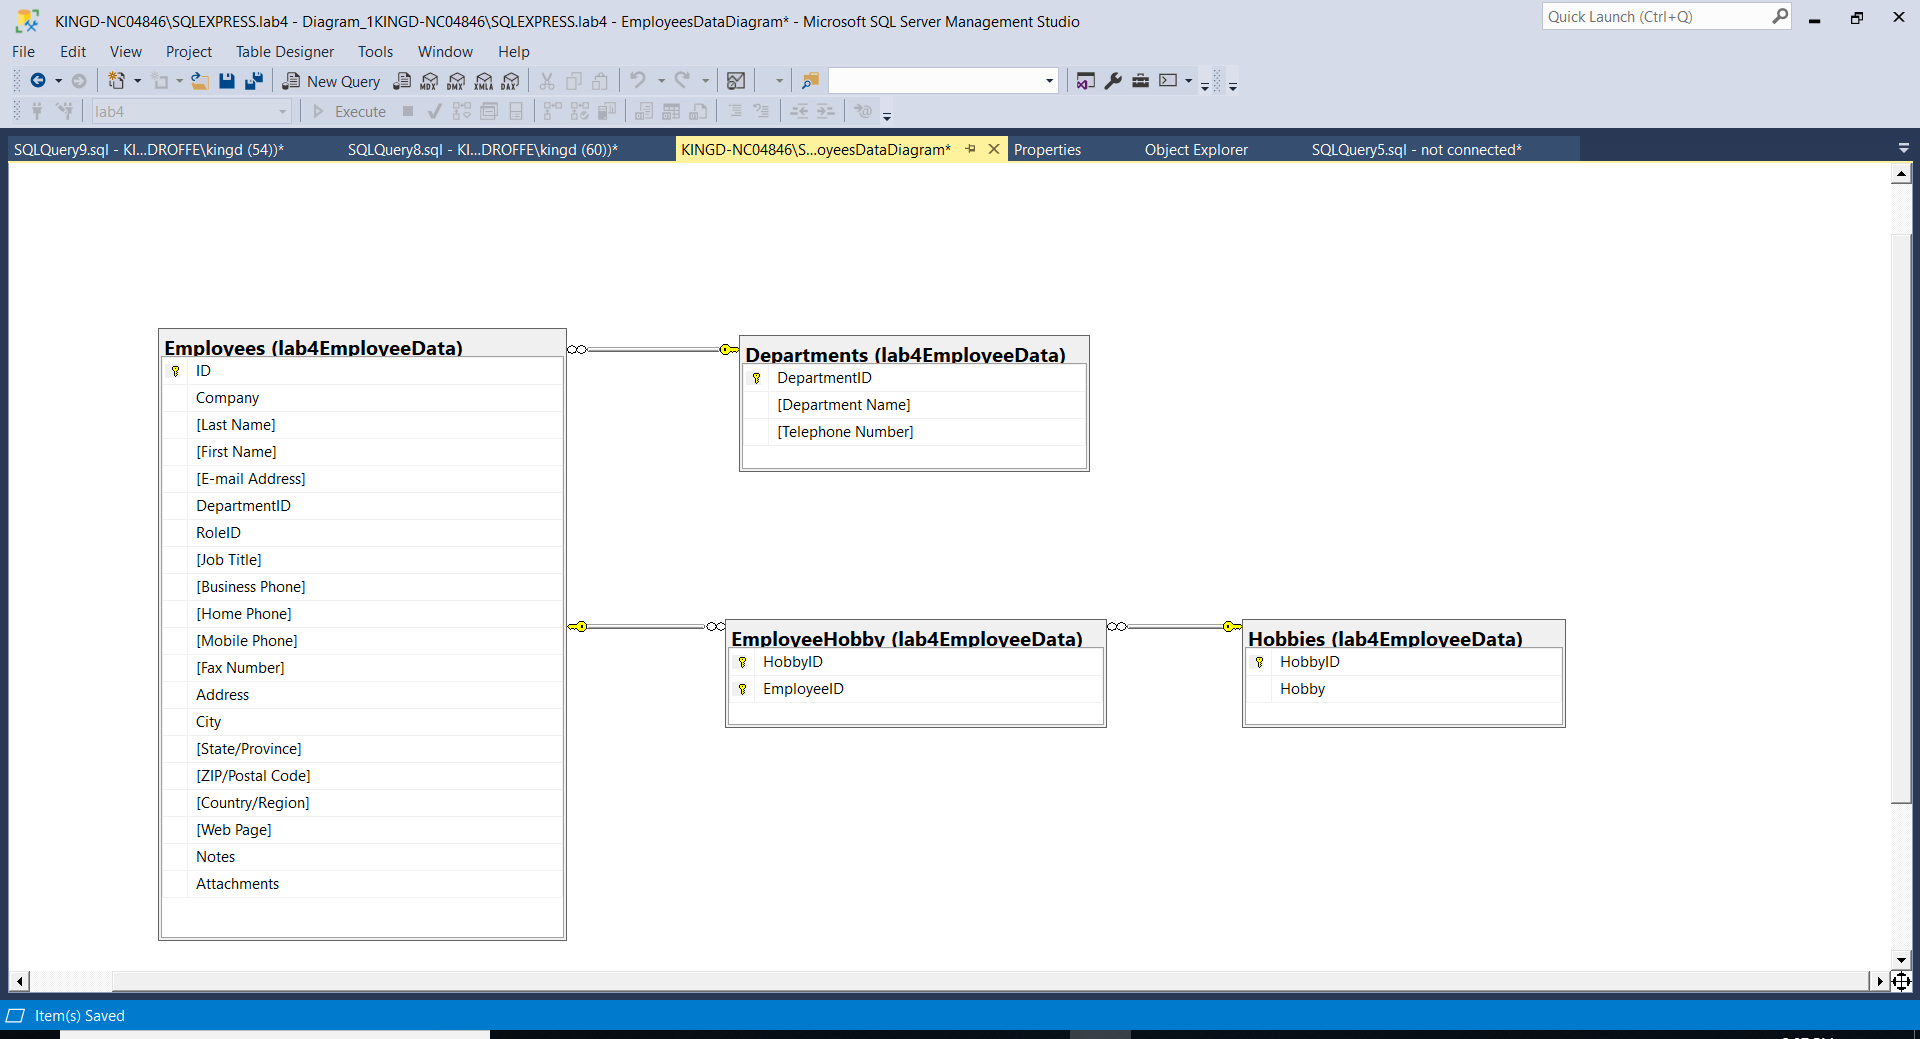 KINGD-NC04846\SQLEXPRESS.lab4 - Diagram_1KINGD-NC04846\SQLEXPRESS.lab4 - EmployeesDataDiagram* - Microsoft SQL Server Management Studio
Quick Launch (Ctrl+Q)
File Edit View Project Table Designer Tools Window Help
New Query MDX DMX XMLA DAX
lab4 Execute
SQLQuery9.sql - KI...DROFFE\kingd (54))* SQLQuery8.sql - KI...DROFFE\kingd (60))* KINGD-NC04846\S...oyeesDataDiagram* Properties Object Explorer SQLQuery5.sql - not connected*
Employees (lab4EmployeeData)
ID
Company
[Last Name]
[First Name]
[E-mail Address]
DepartmentID
RoleID
[Job Title]
[Business Phone]
[Home Phone]
[Mobile Phone]
[Fax Number]
Address
City
[State/Province]
[ZIP/Postal Code]
[Country/Region]
[Web Page]
Notes
Attachments
Departments (lab4EmployeeData)
DepartmentID
[Department Name]
[Telephone Number]
EmployeeHobby (lab4EmployeeData)
HobbyID
EmployeeID
Hobbies (lab4EmployeeData)
HobbyID
Hobby
Item(s) Saved